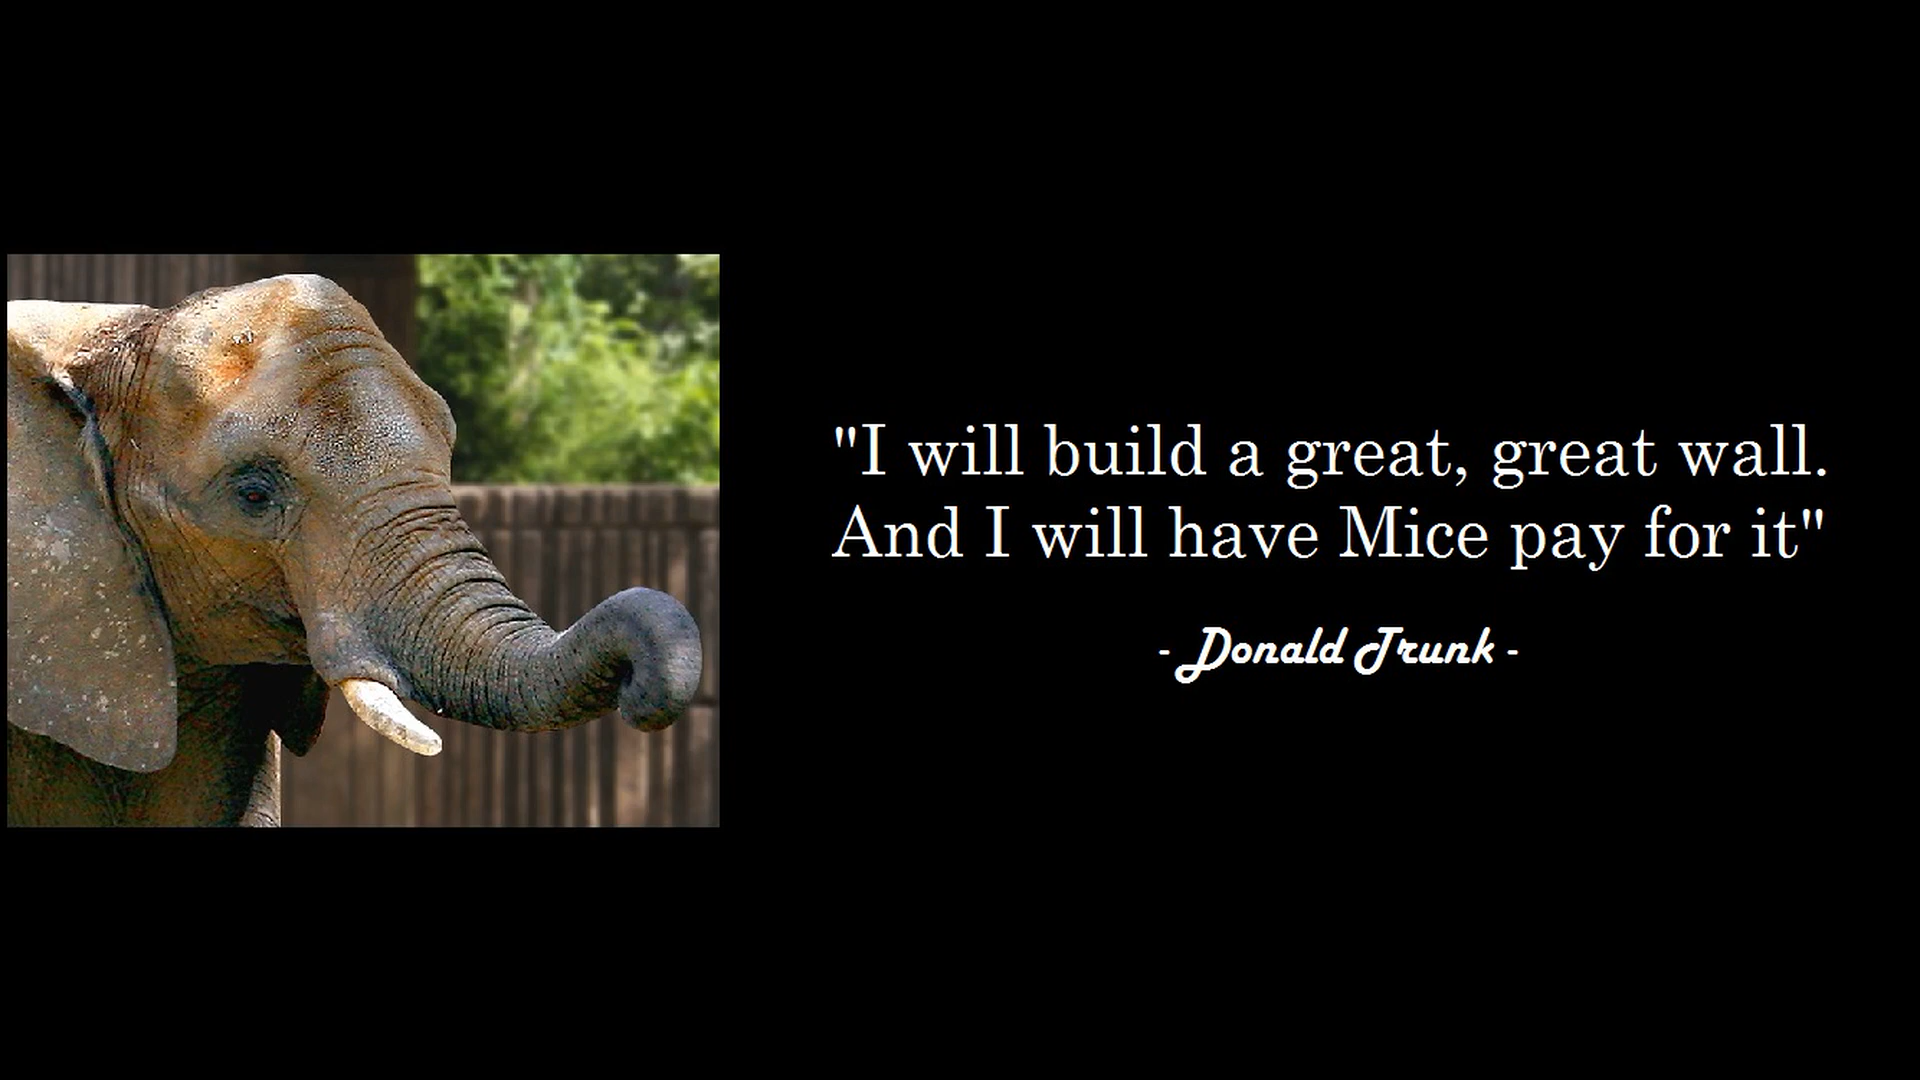 "I will build a great, great wall.
And I will have Mice pay for it"
- Donald Trunk -